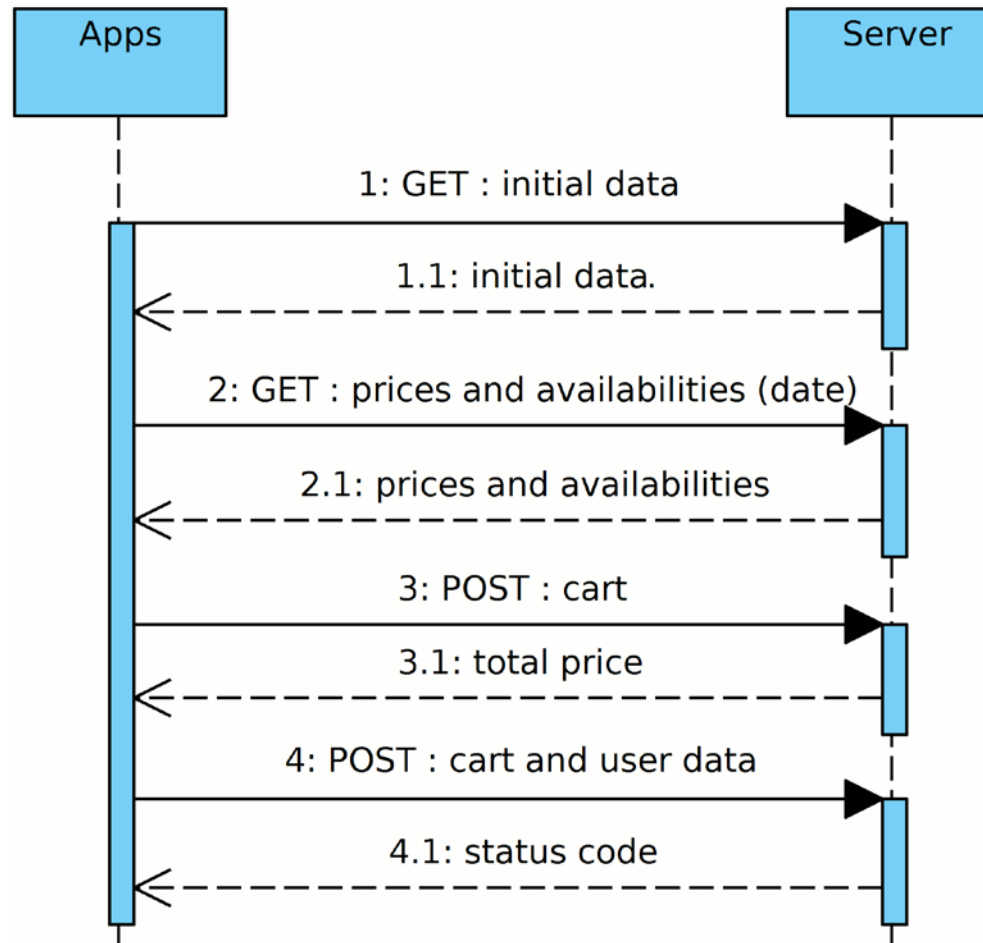 Apps
Server
1: GET : initial data
1.1: initial data.
2: GET : prices and availabilities (date)
2.1: prices and availabilities
3: POST : cart
3.1: total price
4: POST : cart and user data
4.1: status code